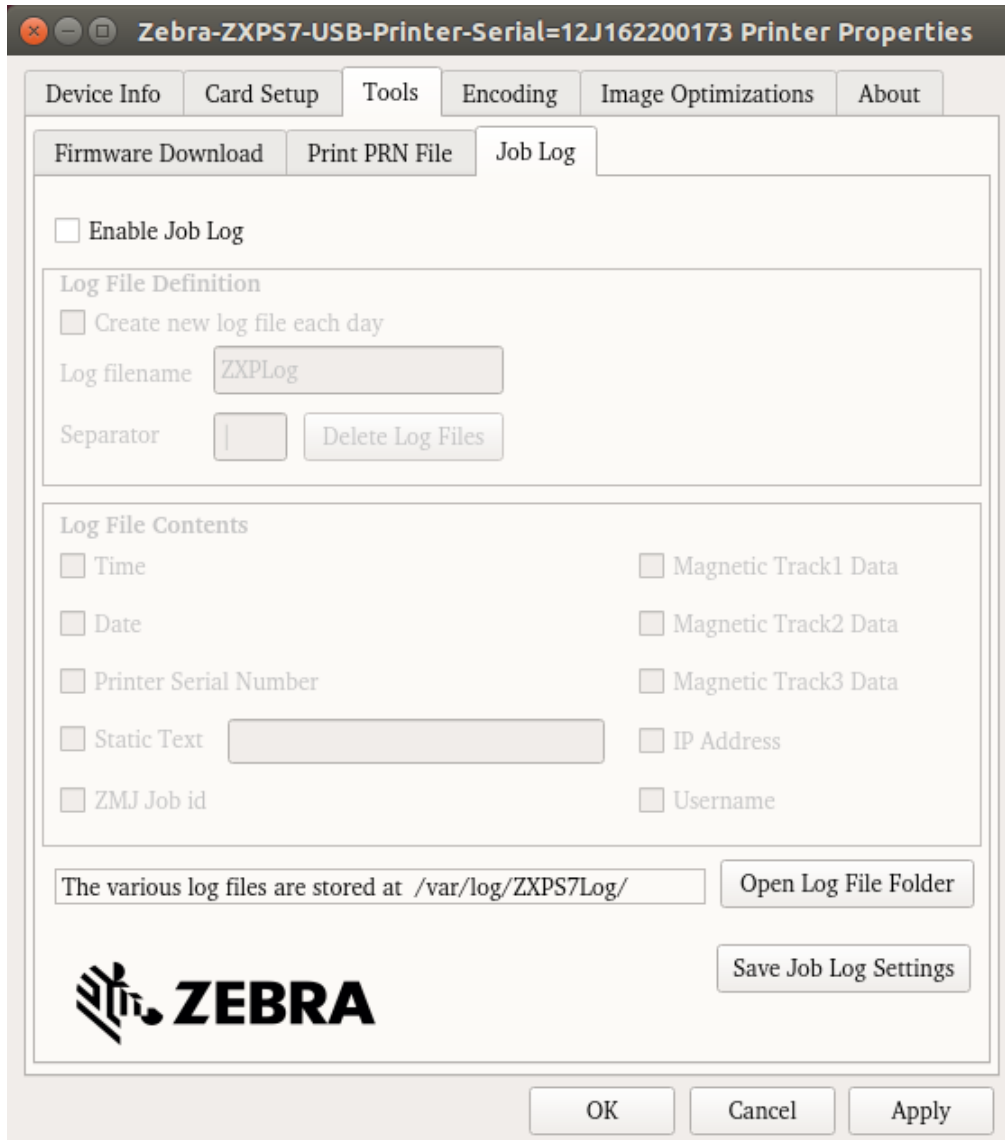 Zebra-ZXPS7-USB-Printer-Serial=12J162200173 Printer Properties
Device Info Card Setup Tools Encoding Image Optimizations About
Firmware Download Print PRN File Job Log
Enable Job Log
Log File Definition
Create new log file each day
Log filename ZXPLog
Separator | Delete Log Files
Log File Contents
Time Magnetic Track1 Data
Date Magnetic Track2 Data
Printer Serial Number Magnetic Track3 Data
Static Text IP Address
ZMJ Job id Username
The various log files are stored at /var/log/ZXPS7Log/ Open Log File Folder
Save Job Log Settings
ZEBRA
OK Cancel Apply